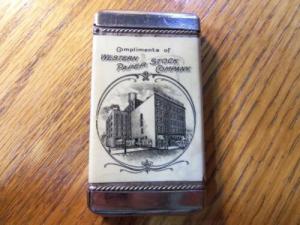 Compliments of
WESTERN
PAPER STOCK
COMPANY